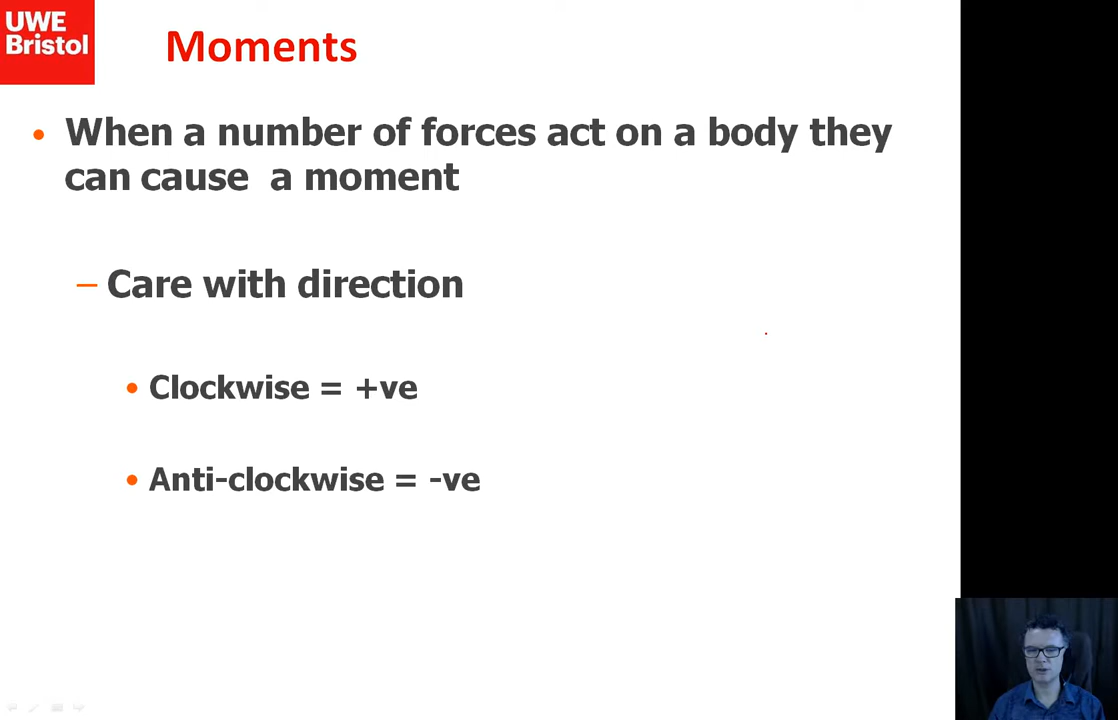 UWE
Bristol
Moments
• When a number of forces act on a body they
can cause a moment
– Care with direction
• Clockwise = +ve
• Anti-clockwise = -ve